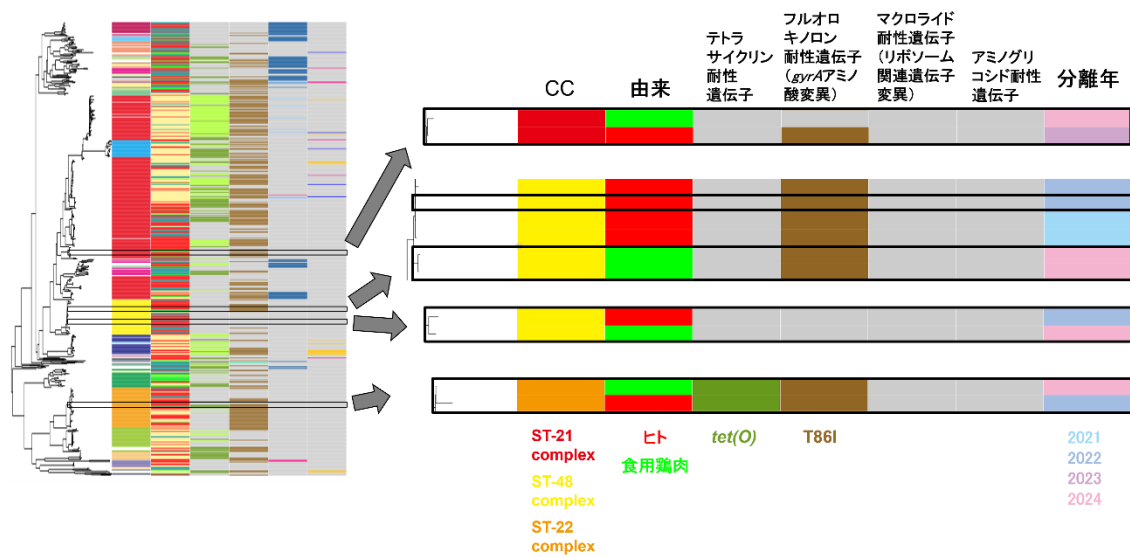 CC
由来
テトラ
サイクリン
耐性
遺伝子
フルオロ
キノロン
耐性遺伝子
（gyrAアミノ
酸変異）
マクロライド
耐性遺伝子
（リボソーム
関連遺伝子
変異）
アミノグリ
コシド耐性
遺伝子
分離年
ST-21
complex
ST-48
complex
ST-22
complex
ヒト
食用鶏肉
tet(O)
T86I
2021
2022
2023
2024